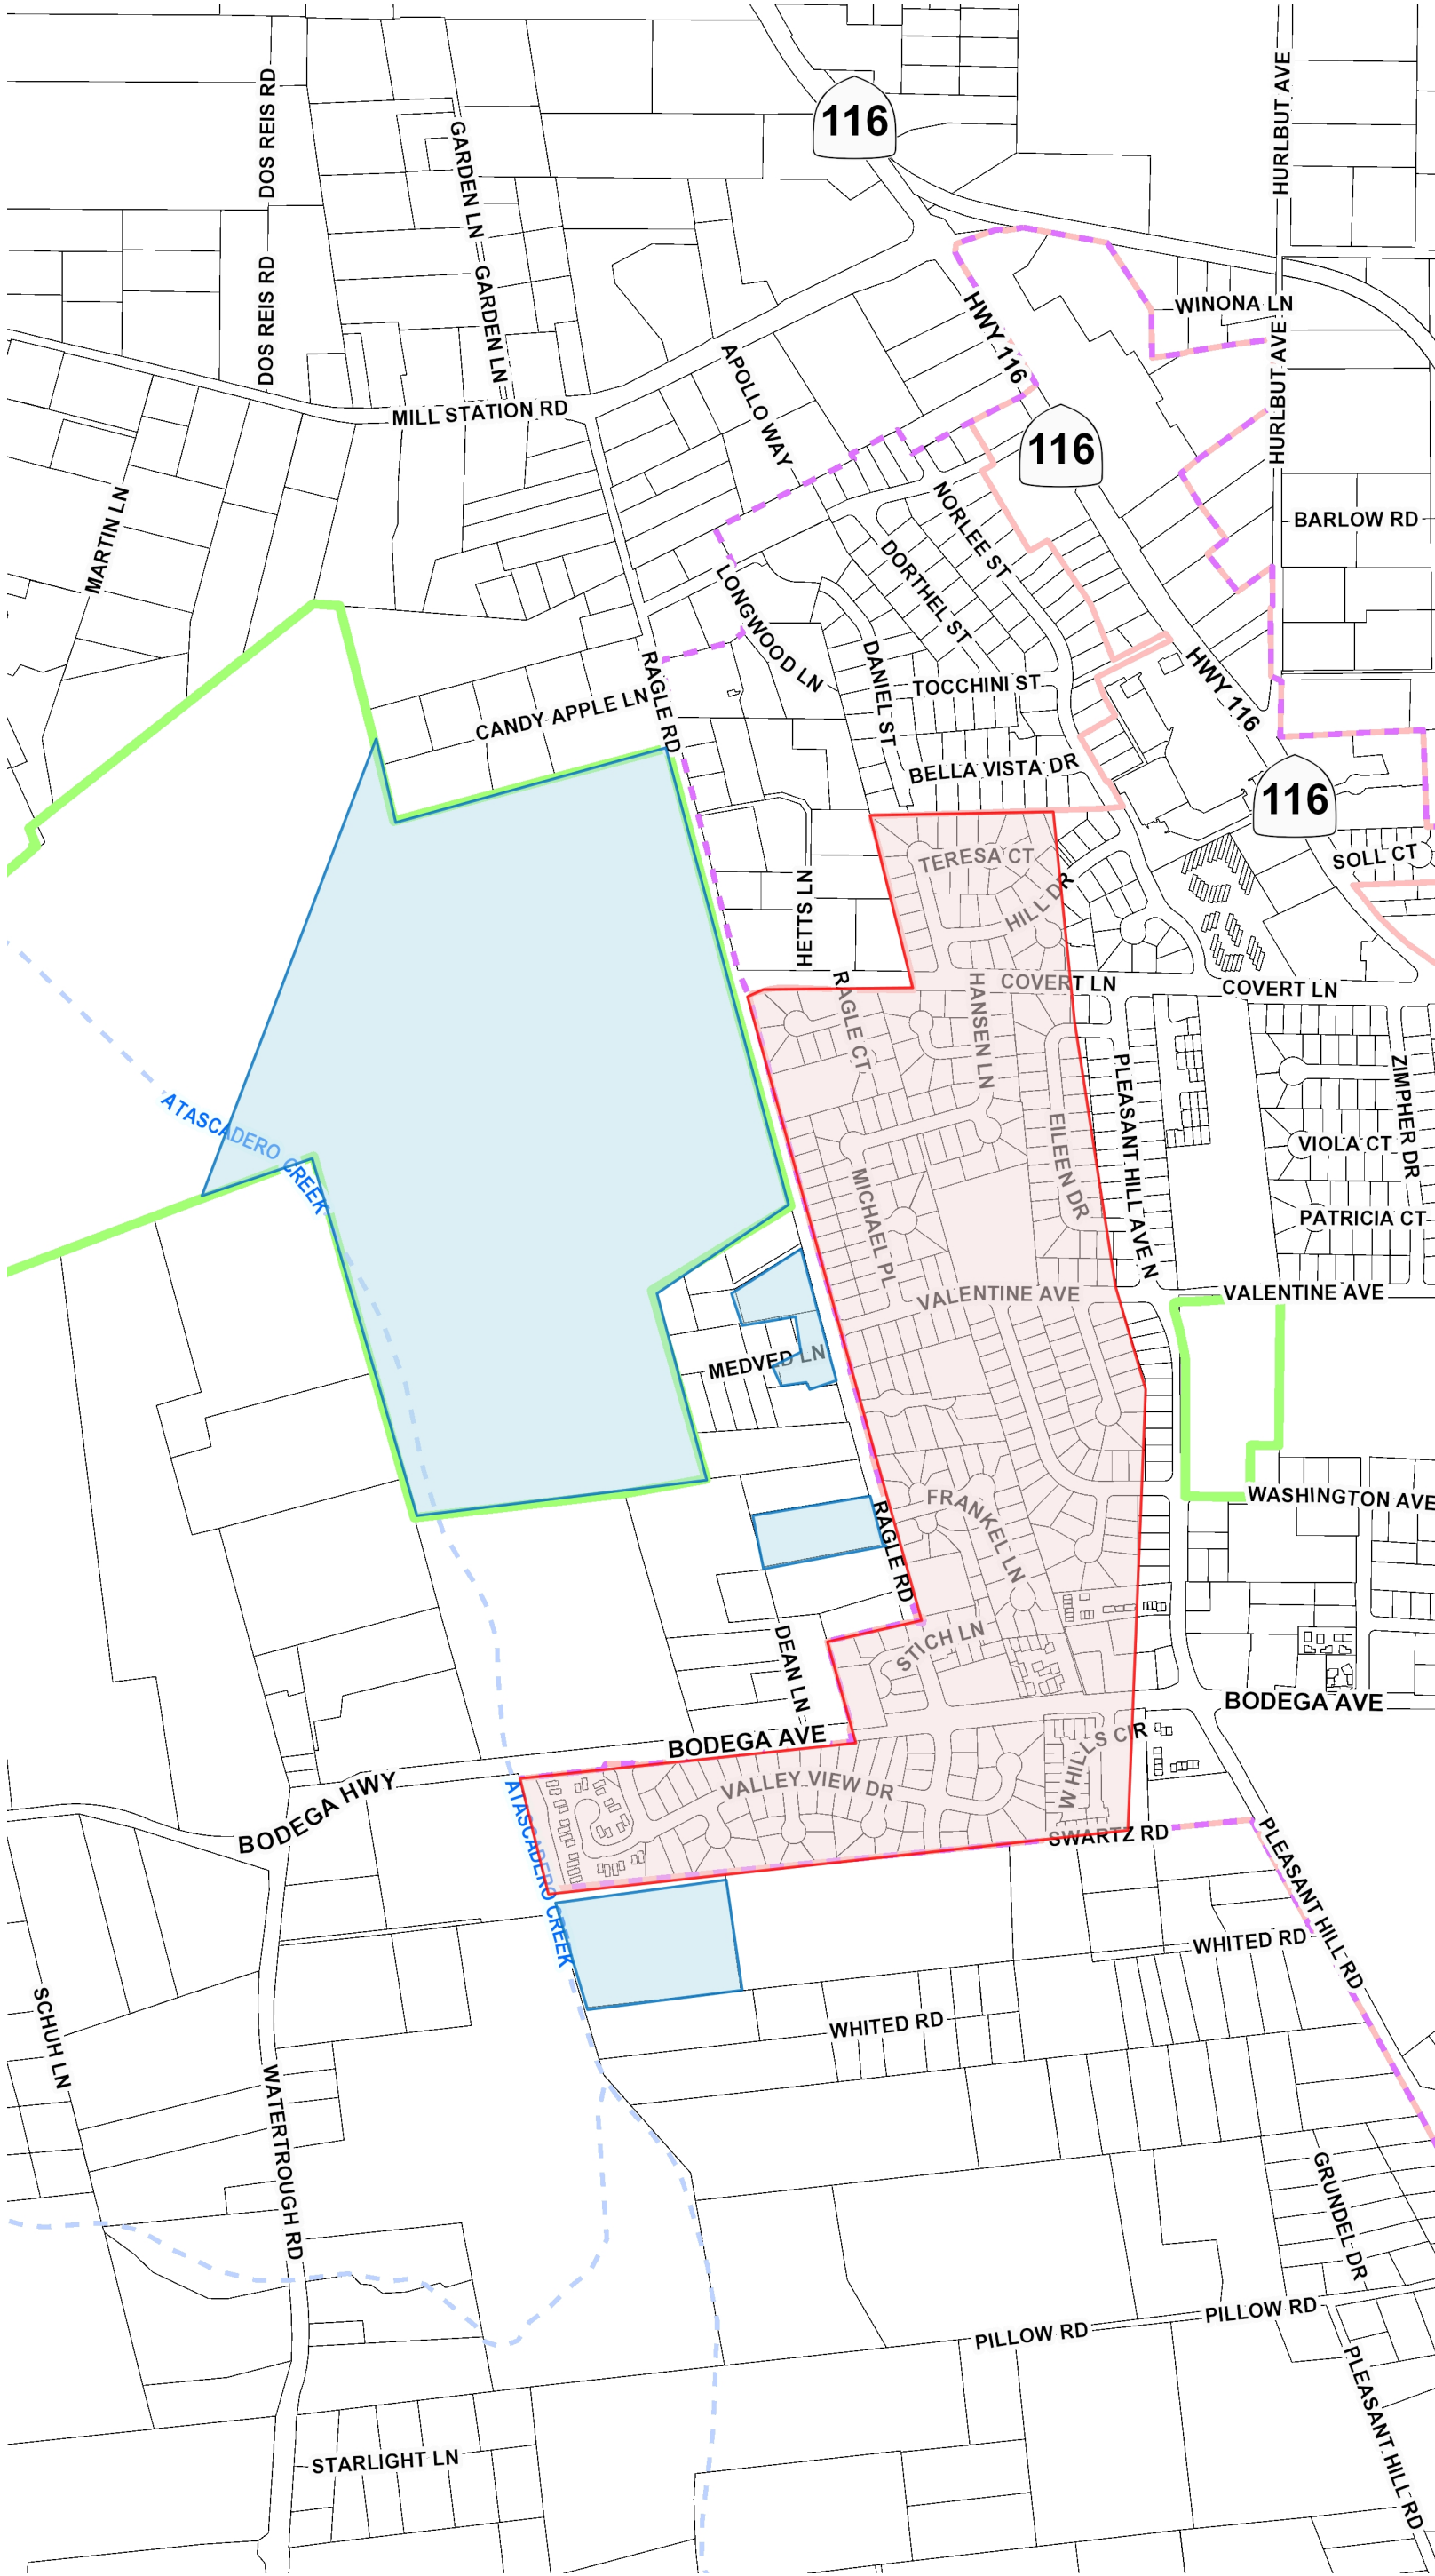 DOS REIS RD
GARDEN LN
116
HURLBUT AVE
DOS REIS RD
GARDEN LN
HWY 116
WINONA LN
HURLBUT AVE
APOLLO WAY
MILL STATION RD
116
MARTIN LN
NORLEE ST
BARLOW RD
DORTHEL ST
LONGWOOD LN
RAGLE RD
DANIEL ST
TOCCHINI ST
HWY 116
CANDY APPLE LN
BELLA VISTA DR
116
TERESA CT
SOLL CT
HILL DR
HETTS LN
RAGLE CT
HANSEN LN
COVERT LN
COVERT LN
ATASCADERO CREEK
PLEASANT HILL AVE N
ZIMPHER DR
EILEEN DR
VIOLA CT
MICHAEL PL
PATRICIA CT
VALENTINE AVE
VALENTINE AVE
MEDVED LN
FRANKEL LN
WASHINGTON AVE
RAGLE RD
STICH LN
DEAN LN
BODEGA AVE
BODEGA AVE
W HILLS CIR
VALLEY VIEW DR
BODEGA HWY
ATASCADERO CREEK
SWARTZ RD
PLEASANT HILL RD
WHITED RD
SCHUH LN
WHITED RD
WATERTROUGH RD
GRUNDEL DR
PILLOW RD
PILLOW RD
PLEASANT HILL RD
STARLIGHT LN